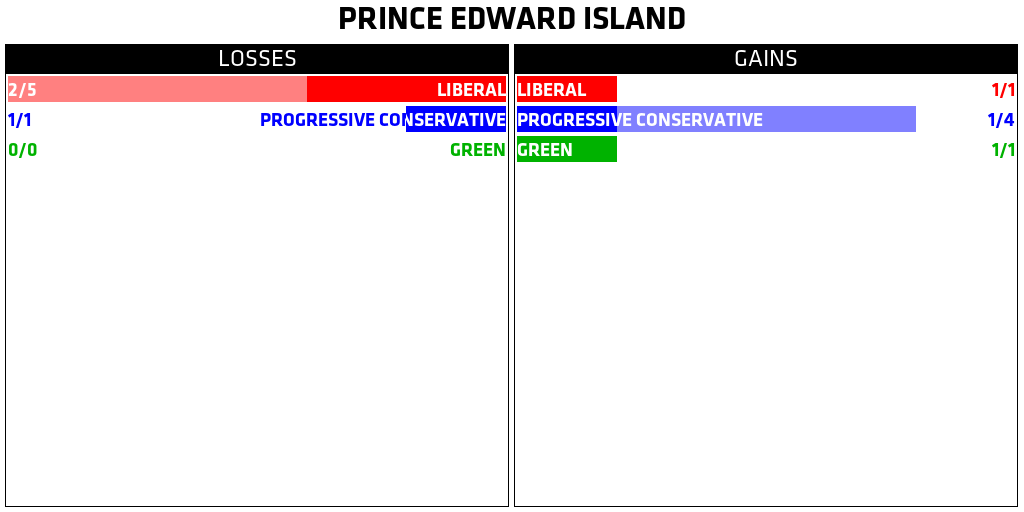 PRINCE EDWARD ISLAND
LOSSES
2/5 LIBERAL
1/1 PROGRESSIVE CONSERVATIVE
0/0 GREEN
GAINS
LIBERAL 1/1
PROGRESSIVE CONSERVATIVE 1/4
GREEN 1/1